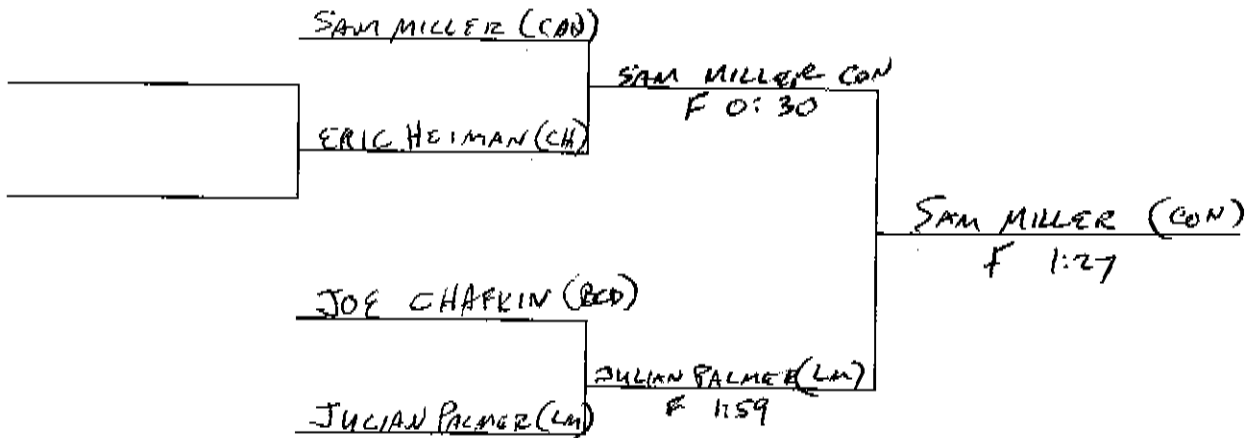 SAM MILLER (CON)
SAM MILLER CON
F 0:30
ERIC HEIMAN (CH)
SAM MILLER (CON)
F 1:27
JOE CHAFKIN (BCD)
JULIAN PALMER (LM)
F 1:59
JULIAN PALMER (LM)